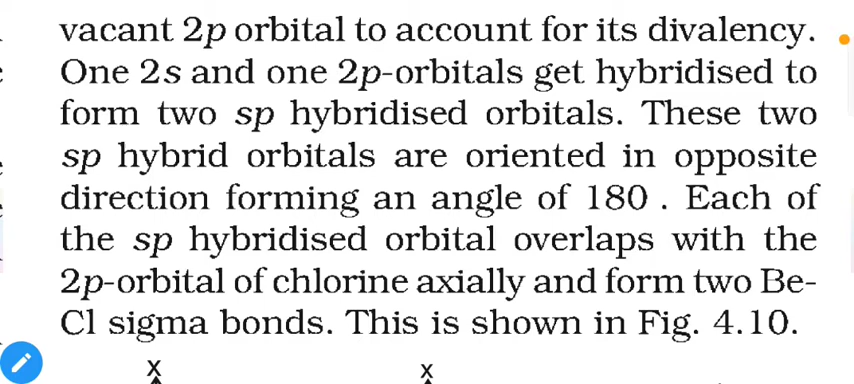 vacant 2p orbital to account for its divalency.
One 2s and one 2p-orbitals get hybridised to
form two sp hybridised orbitals. These two
sp hybrid orbitals are oriented in opposite
direction forming an angle of 180 . Each of
the sp hybridised orbital overlaps with the
2p-orbital of chlorine axially and form two Be-
Cl sigma bonds. This is shown in Fig. 4.10.
x x